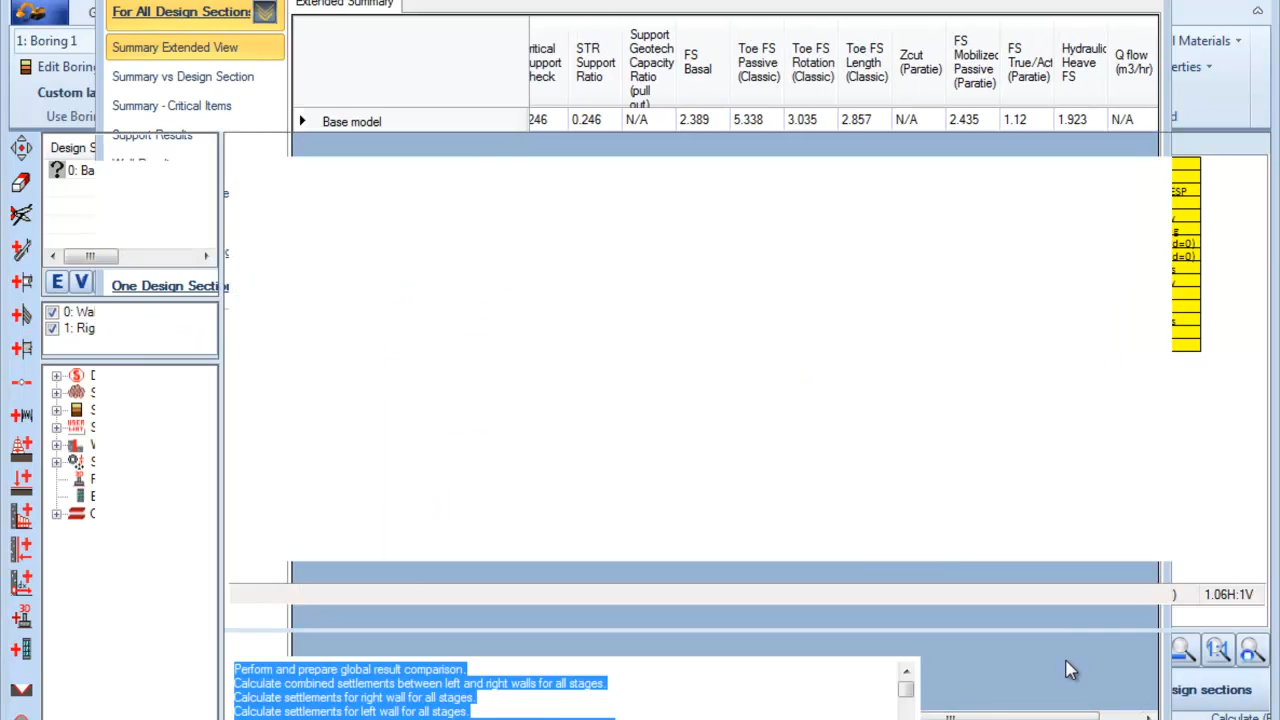 For All Design Sections
Extended Summary
1: Boring 1
Summary Extended View
Edit Boring
Summary vs Design Section
Custom la
Summary - Critical Items
Use Bori
Support Results
ritical
upport
heck
STR
Support
Ratio
Support
Geotech
Capacity
Ratio
(pull
out)
FS
Basal
Toe FS
Passive
(Classic)
Toe FS
Rotation
(Classic)
Toe FS
Length
(Classic)
Zcut
(Paratie)
FS
Mobilized
Passive
(Paratie)
FS
True/Act
(Paratie)
Hydraulic
Heave
FS
Q flow
(m3/hr)
l Materials
erties
Base model 246 0.246 N/A 2.389 5.338 3.035 2.857 N/A 2.435 1.12 1.923 N/A
Design S
0: Ba
ESP
d=0)
d=0)
E V
One Design Secti
0: Wa
1: Rig
1.06H:1V
Perform and prepare global result comparison.
Calculate combined settlements between left and right walls for all stages.
Calculate settlements for right wall for all stages.
Calculate settlements for left wall for all stages.
1:1
sign sections
Calculate (